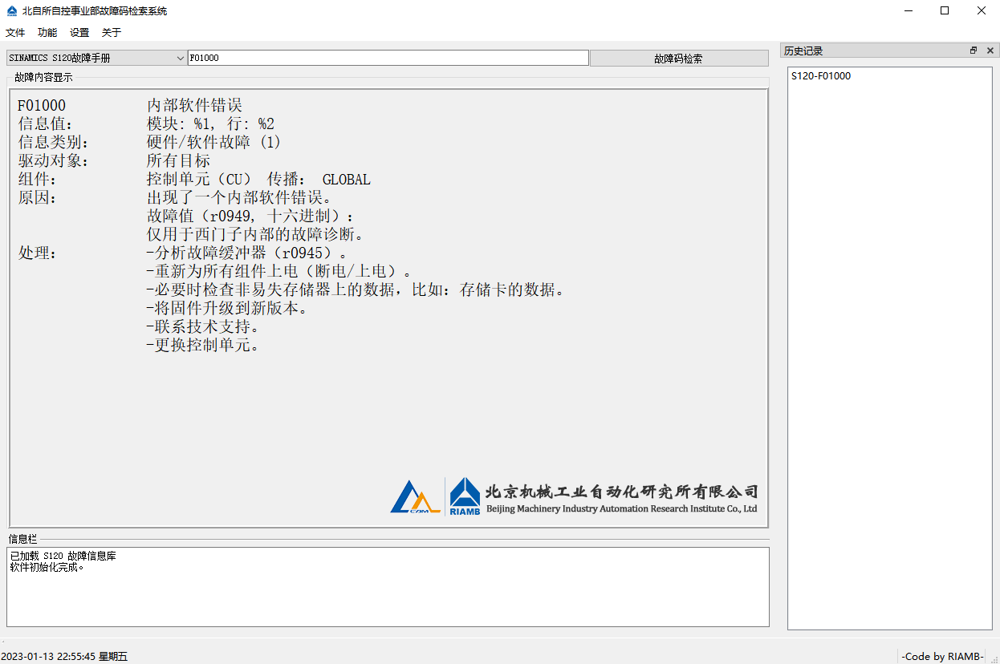 北自所自控事业部故障码检索系统
文件 功能 设置 关于
SINAMICS S120故障手册 F01000 故障码检索
历史记录
S120-F01000
故障内容显示
F01000 内部软件错误
信息值: 模块: %1, 行: %2
信息类别: 硬件/软件故障 (1)
驱动对象: 所有目标
组件: 控制单元（CU） 传播: GLOBAL
原因: 出现了一个内部软件错误。
故障值（r0949, 十六进制）:
仅用于西门子内部的故障诊断。
处理: -分析故障缓冲器（r0945）。
-重新为所有组件上电（断电/上电）。
-必要时检查非易失存储器上的数据，比如: 存储卡的数据。
-将固件升级到新版本。
-联系技术支持。
-更换控制单元。
CAM
RIAMB
北京机械工业自动化研究所有限公司
Beijing Machinery Industry Automation Research Institute Co., Ltd
信息栏
已加载 S120 故障信息库
软件初始化完成。
2023-01-13 22:55:45 星期五
-Code by RIAMB-